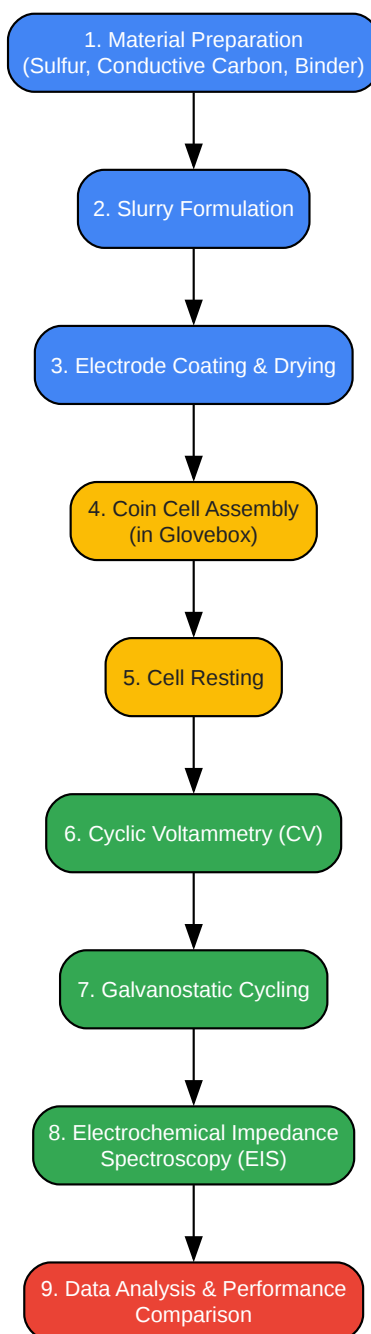 1. Material Preparation
(Sulfur, Conductive Carbon, Binder)
2. Slurry Formulation
3. Electrode Coating & Drying
4. Coin Cell Assembly
(in Glovebox)
5. Cell Resting
6. Cyclic Voltammetry (CV)
7. Galvanostatic Cycling
8. Electrochemical Impedance
Spectroscopy (EIS)
9. Data Analysis & Performance
Comparison